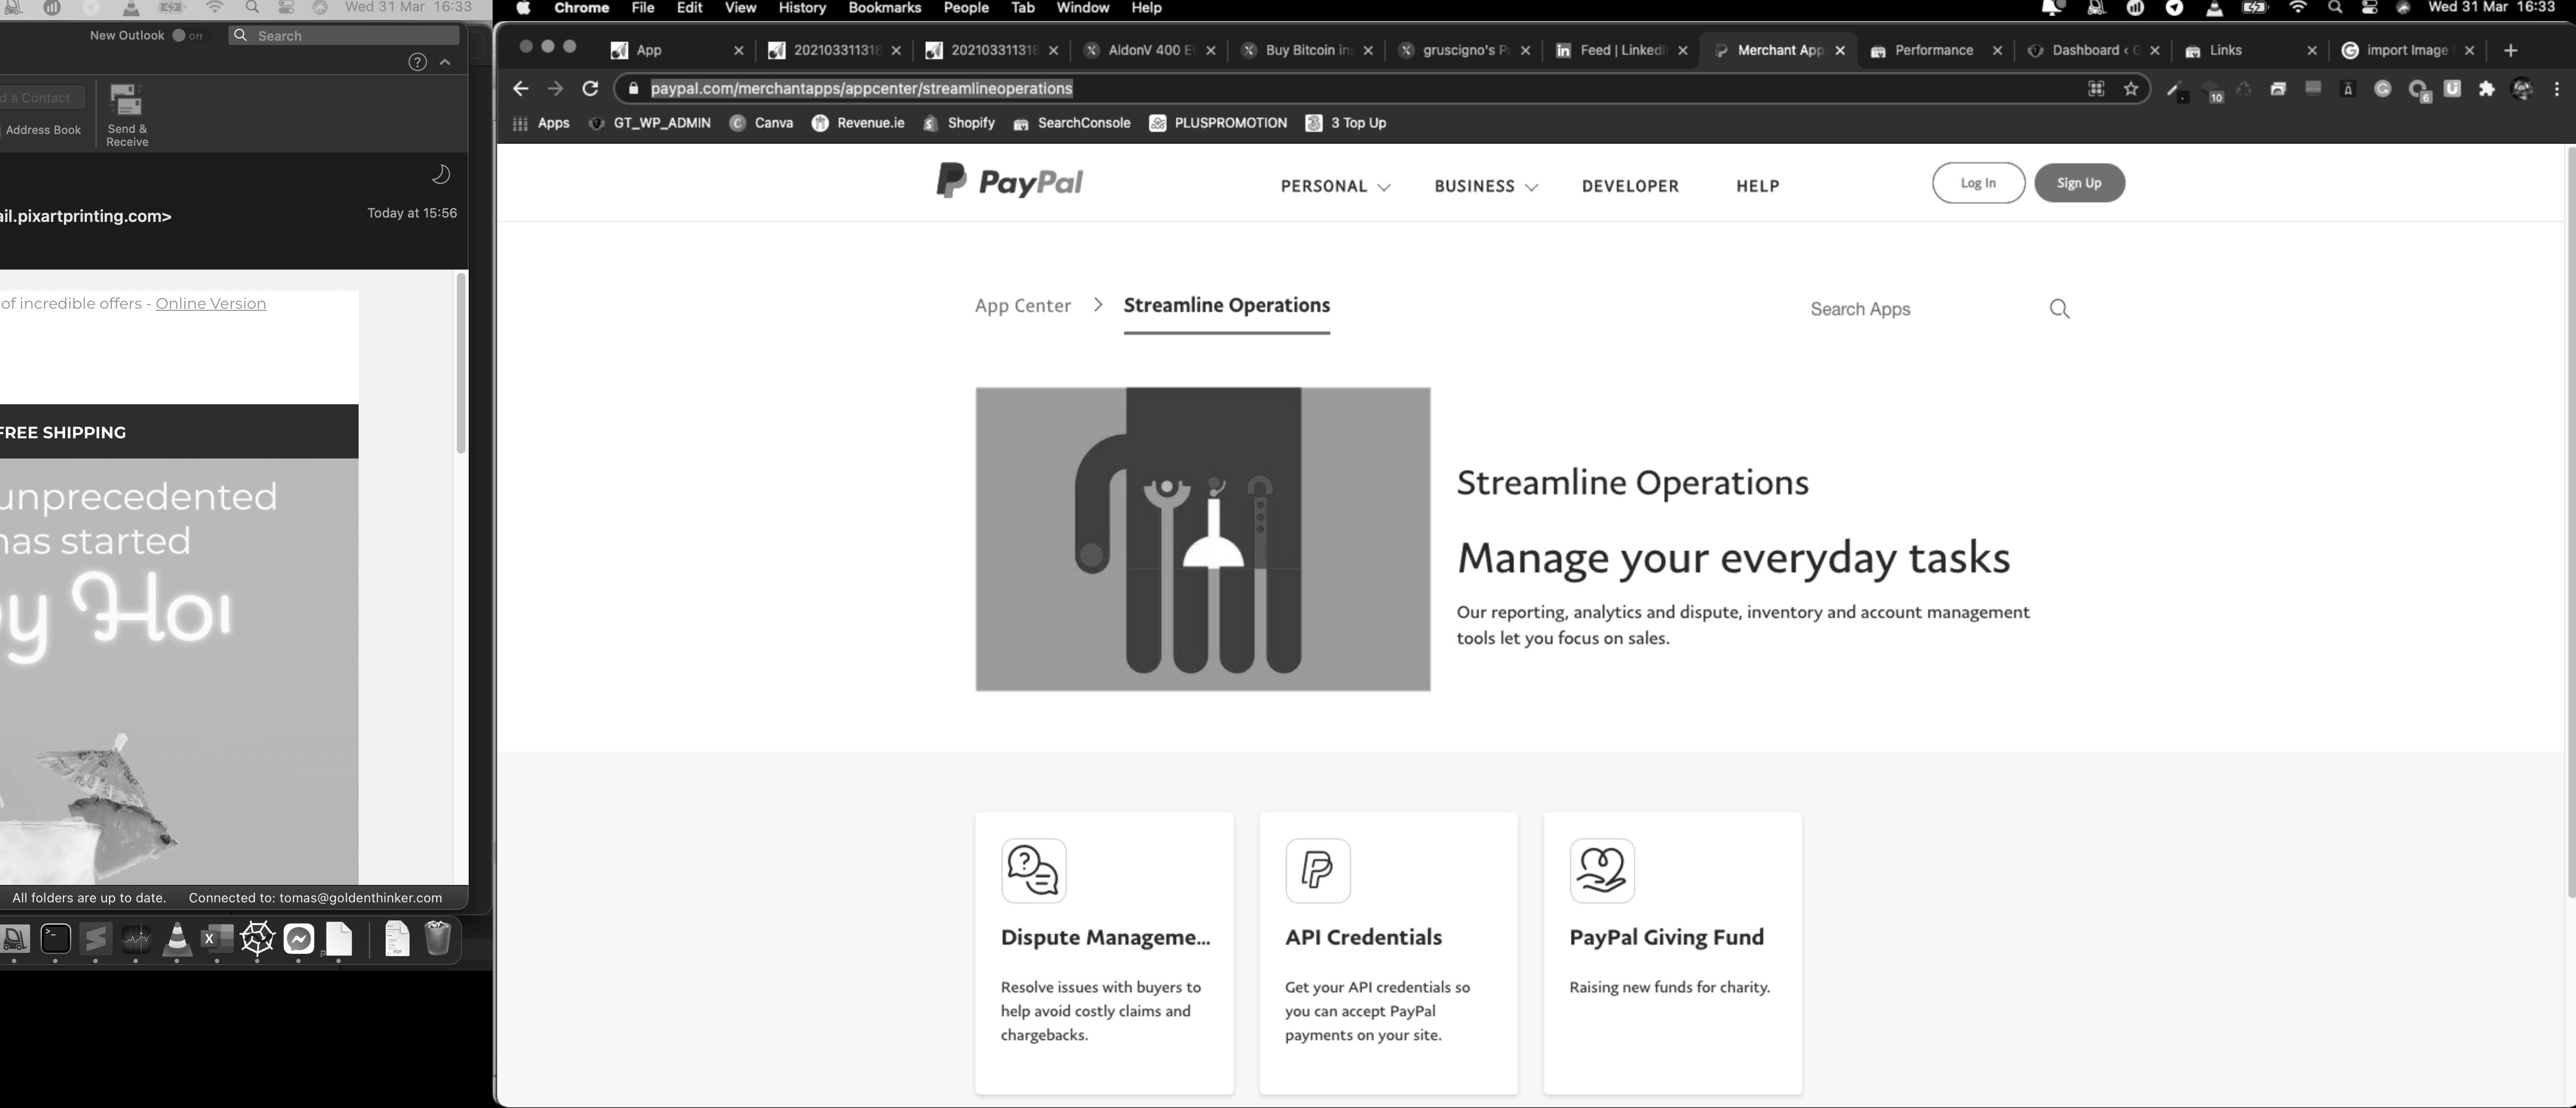 Wed 31 Mar 16:33
New Outlook
Off
Search
d a Contact
Address Book
Send &
Receive
ail.pixartprinting.com>
Today at 15:56
of incredible offers - Online Version
FREE SHIPPING
unprecedented
has started
y Ho
All folders are up to date.
Connected to: tomas@goldenthinker.com
Chrome File Edit View History Bookmarks People Tab Window Help
Wed 31 Mar 16:33
App
202103311318
202103311318
AldonV 400 E
Buy Bitcoin in
gruscigno's P
Feed | LinkedI
Merchant App
Performance
Dashboard ‹ G
Links
import Image
paypal.com/merchantapps/appcenter/streamlineoperations
10
6
Apps GT_WP_ADMIN Canva Revenue.ie Shopify SearchConsole PLUSPROMOTION 3 Top Up
PayPal
PERSONAL BUSINESS DEVELOPER HELP
Log In
Sign Up
App Center > Streamline Operations
Search Apps
Streamline Operations
Manage your everyday tasks
Our reporting, analytics and dispute, inventory and account management
tools let you focus on sales.
Dispute Manageme...
Resolve issues with buyers to
help avoid costly claims and
chargebacks.
API Credentials
Get your API credentials so
you can accept PayPal
payments on your site.
PayPal Giving Fund
Raising new funds for charity.